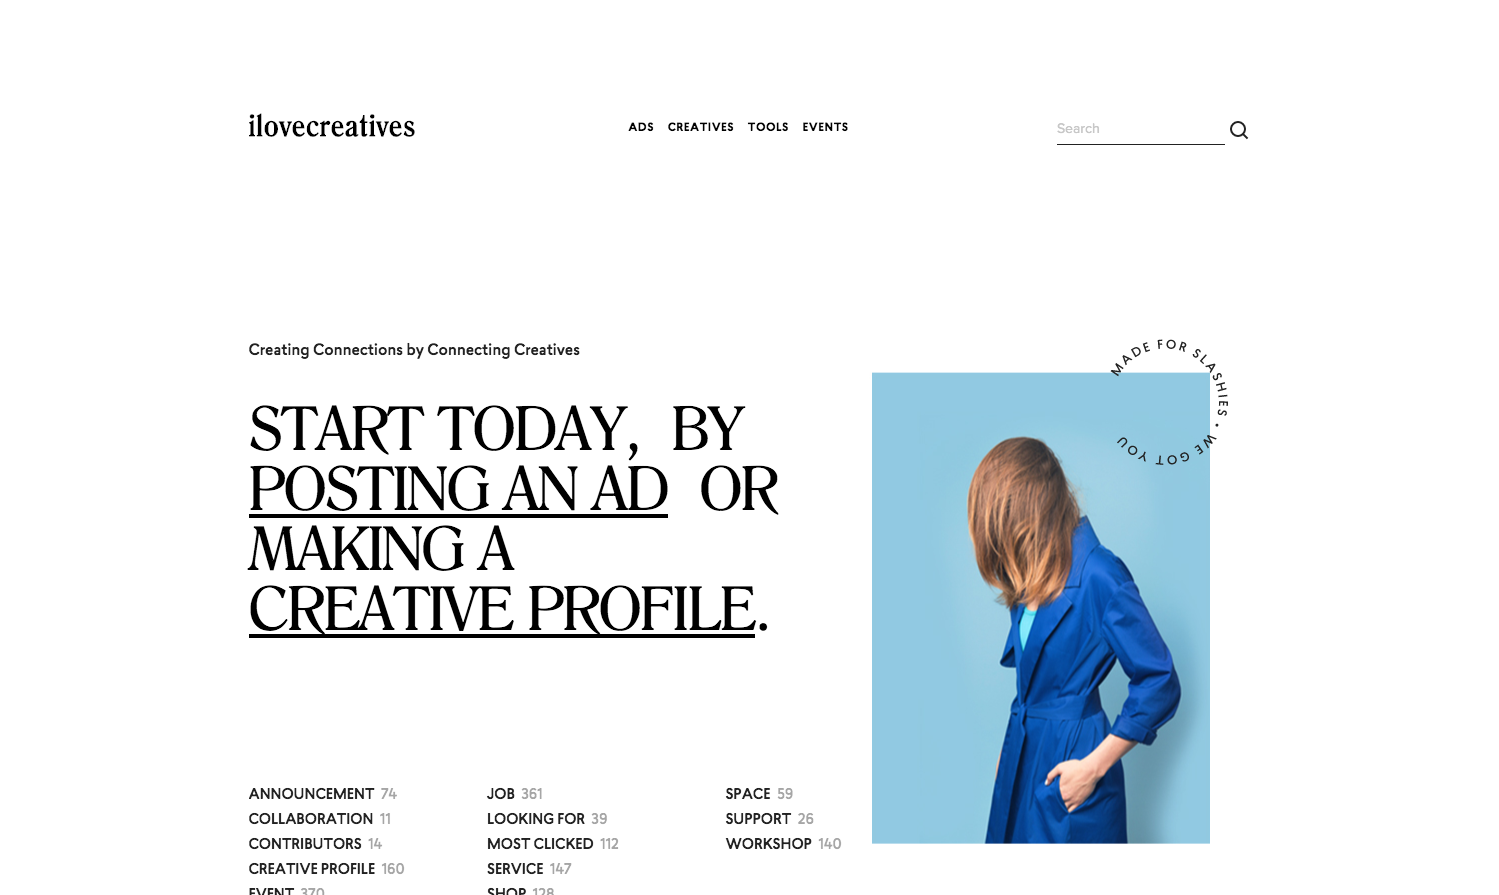 ilovecreatives
ADS CREATIVES TOOLS EVENTS
Search
Creating Connections by Connecting Creatives
MADE FOR SLASHIES • WE GOT YOU
START TODAY, BY
POSTING AN AD OR
MAKING A
CREATIVE PROFILE.
ANNOUNCEMENT 74
COLLABORATION 11
CONTRIBUTORS 14
CREATIVE PROFILE 160
EVENT 370
JOB 361
LOOKING FOR 39
MOST CLICKED 112
SERVICE 147
SHOP 128
SPACE 59
SUPPORT 26
WORKSHOP 140